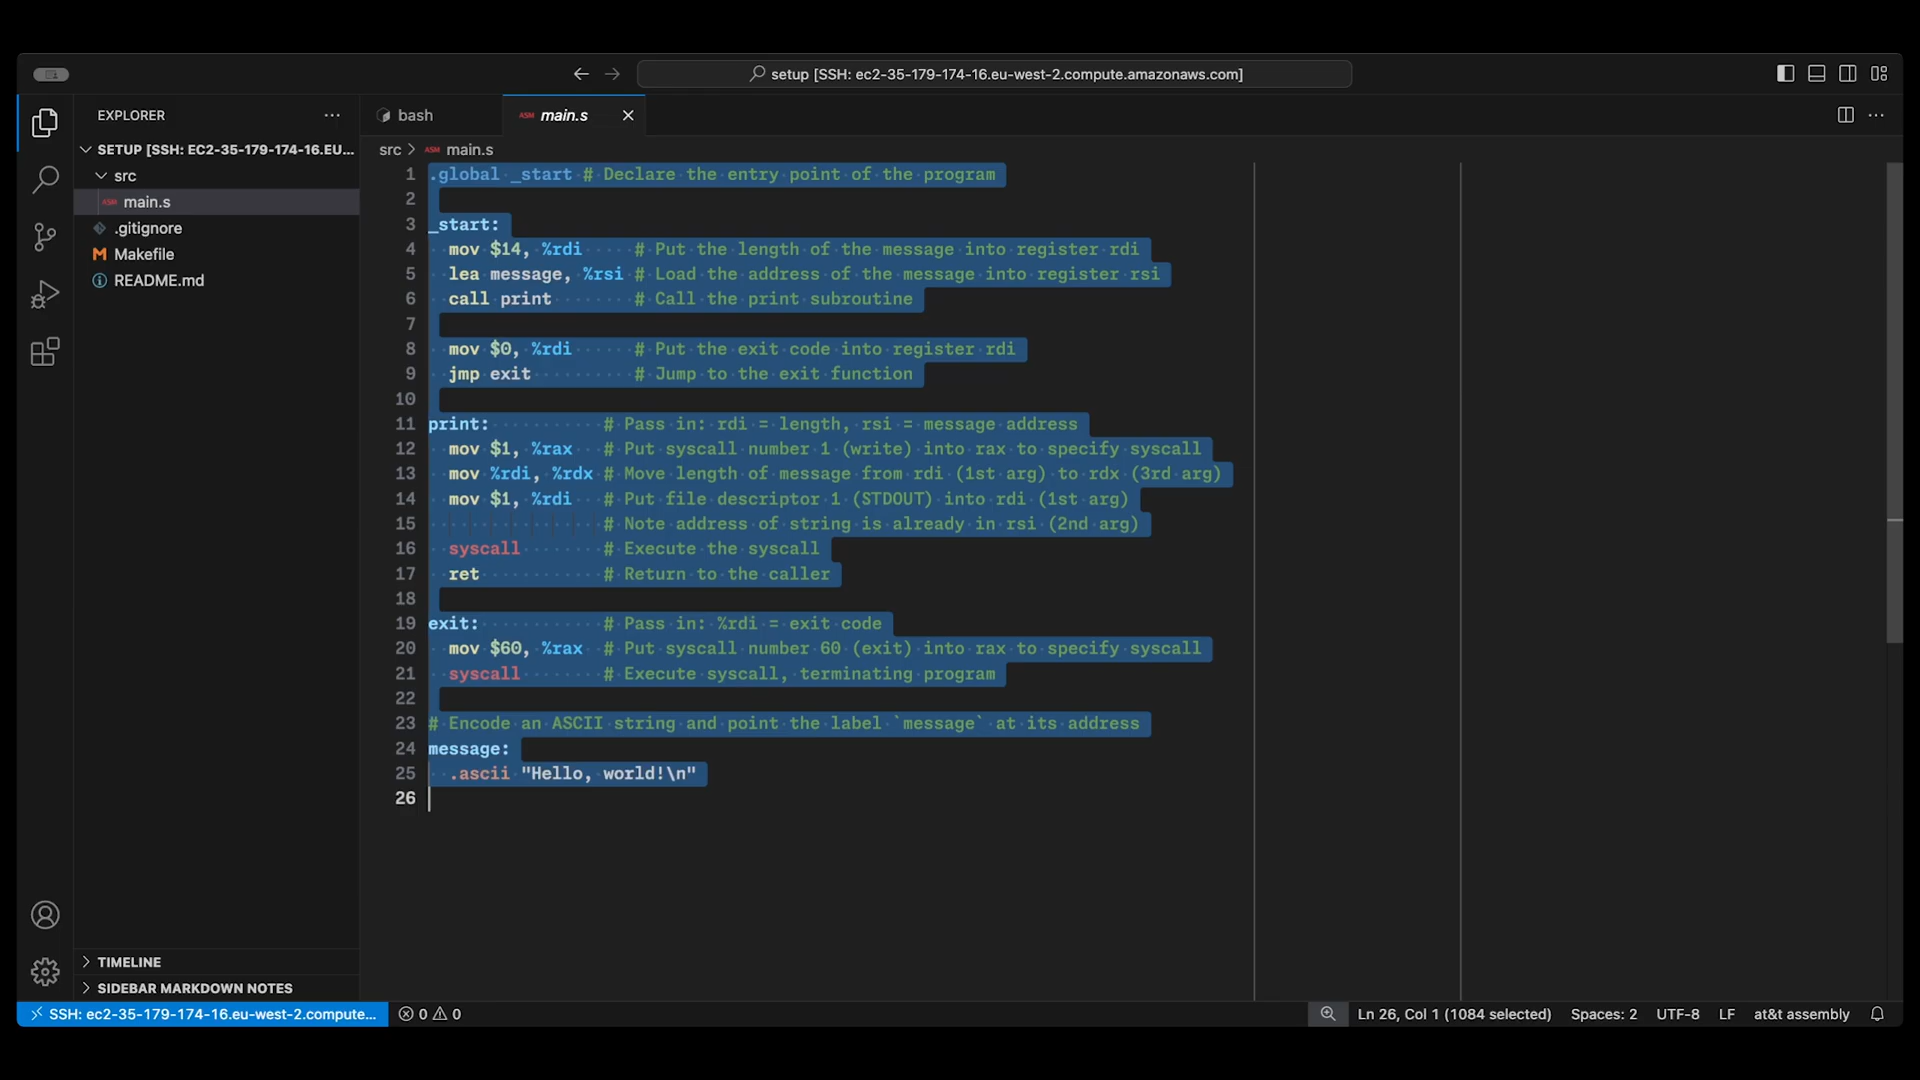 setup [SSH: ec2-35-179-174-16.eu-west-2.compute.amazonaws.com]
EXPLORER
bash
main.s
SETUP [SSH: EC2-35-179-174-16.EU...
src
main.s
.gitignore
Makefile
README.md
src > main.s
1 .global _start # Declare the entry point of the program
2
3 _start:
4 mov $14, %rdi # Put the length of the message into register rdi
5 lea message, %rsi # Load the address of the message into register rsi
6 call print # Call the print subroutine
7
8 mov $0, %rdi # Put the exit code into register rdi
9 jmp exit # Jump to the exit function
10
11 print: # Pass in: rdi = length, rsi = message address
12 mov $1, %rax # Put syscall number 1 (write) into rax to specify syscall
13 mov %rdi, %rdx # Move length of message from rdi (1st arg) to rdx (3rd arg)
14 mov $1, %rdi # Put file descriptor 1 (STDOUT) into rdi (1st arg)
15 # Note address of string is already in rsi (2nd arg)
16 syscall # Execute the syscall
17 ret # Return to the caller
18
19 exit: # Pass in: %rdi = exit code
20 mov $60, %rax # Put syscall number 60 (exit) into rax to specify syscall
21 syscall # Execute syscall, terminating program
22
23 # Encode an ASCII string and point the label `message` at its address
24 message:
25 .ascii "Hello, world!\n"
26
TIMELINE
SIDEBAR MARKDOWN NOTES
SSH: ec2-35-179-174-16.eu-west-2.compute...
0 0
Ln 26, Col 1 (1084 selected)
Spaces: 2
UTF-8
LF
at&t assembly